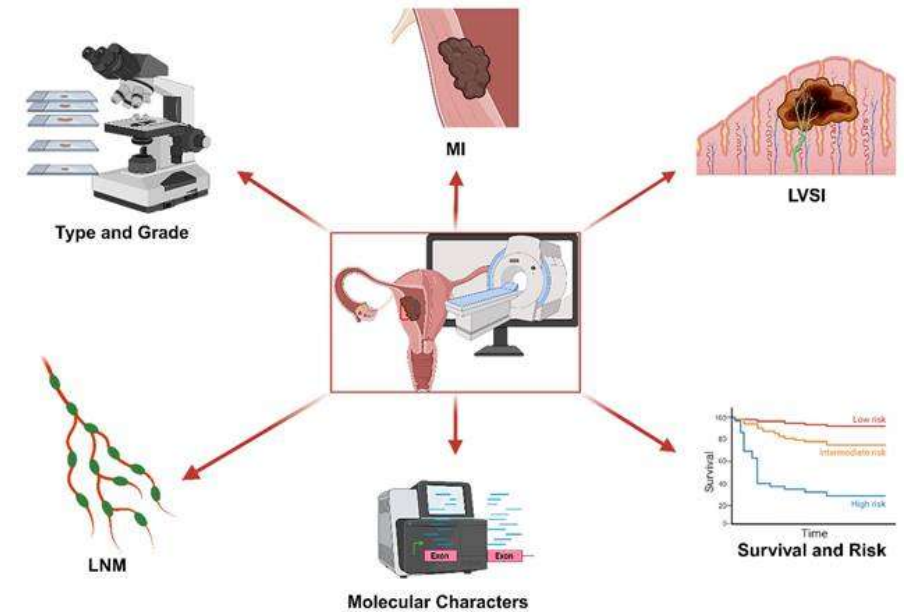 MI
LVSI
Type and Grade
LNM
Exon
Exon
Molecular Characters
Survival
100
80
60
40
20
0
Low risk
Intermediate risk
High risk
Time
Survival and Risk